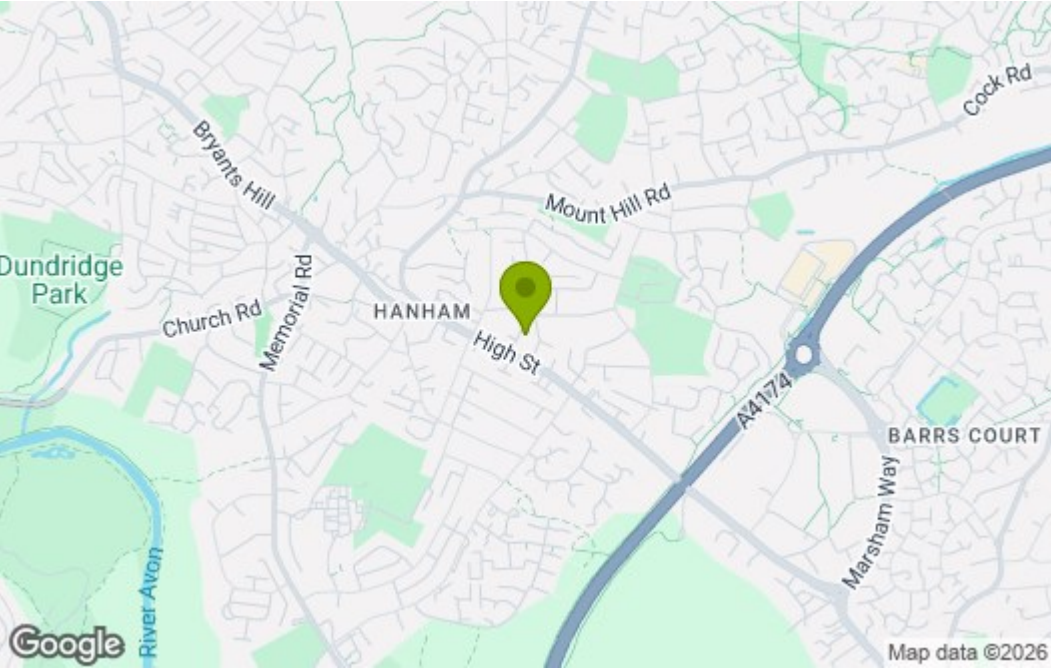 Cock Rd
Bryants Hill
Mount Hill Rd
Dundridge
Park
Memorial Rd
Church Rd
HANHAM
High St
A4174
BARRS COURT
Marsham Way
River Avon
Google
Map data ©2026